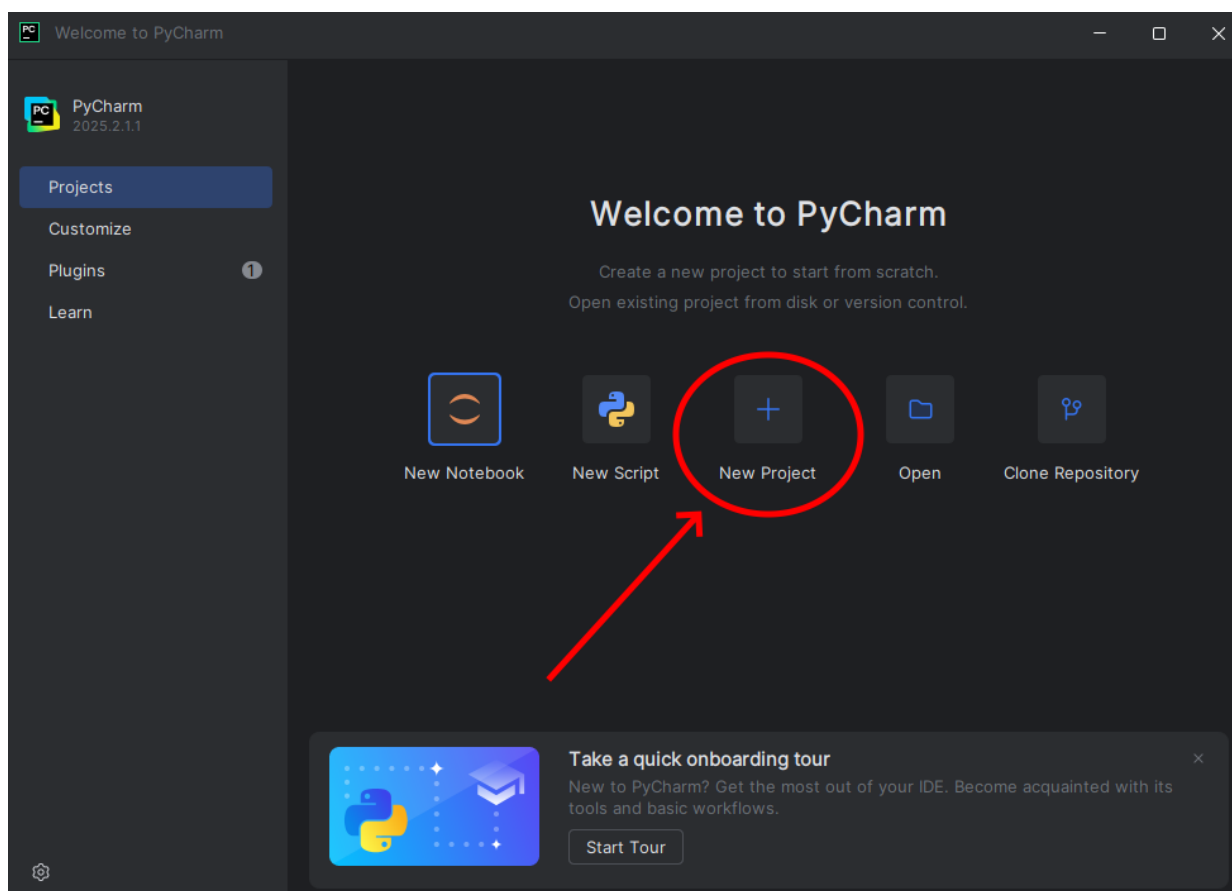 PC
Welcome to PyCharm
PC
PyCharm
2025.2.1.1
Projects
Customize
Plugins
1
Learn
Welcome to PyCharm
Create a new project to start from scratch.
Open existing project from disk or version control.
New Notebook
New Script
New Project
Open
Clone Repository
Take a quick onboarding tour
New to PyCharm? Get the most out of your IDE. Become acquainted with its
tools and basic workflows.
Start Tour